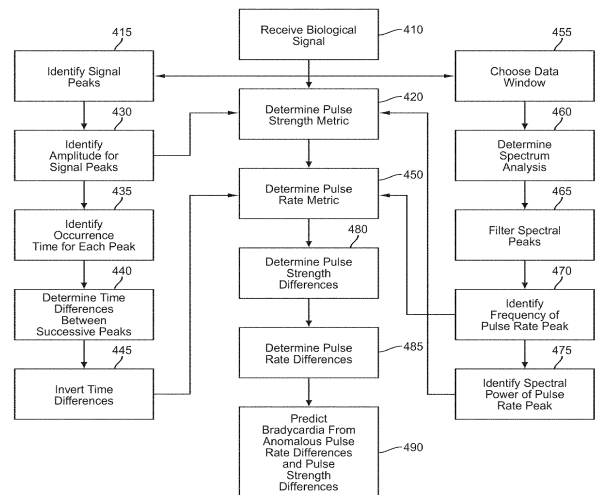 410
Receive Biological
Signal
415
Identify Signal
Peaks
455
Choose Data
Window
420
Determine Pulse
Strength Metric
430
Identify
Amplitude for
Signal Peaks
460
Determine
Spectrum
Analysis
450
Determine Pulse
Rate Metric
435
Identify
Occurrence
Time for Each Peak
465
Filter Spectral
Peaks
480
Determine Pulse
Strength
Differences
440
Determine Time
Differences
Between
Successive Peaks
470
Identify
Frequency of
Pulse Rate Peak
485
Determine Pulse
Rate Differences
445
Invert Time
Differences
475
Identify Spectral
Power of Pulse
Rate Peak
490
Predict
Bradycardia From
Anomalous Pulse
Rate Differences
and Pulse
Strength
Differences